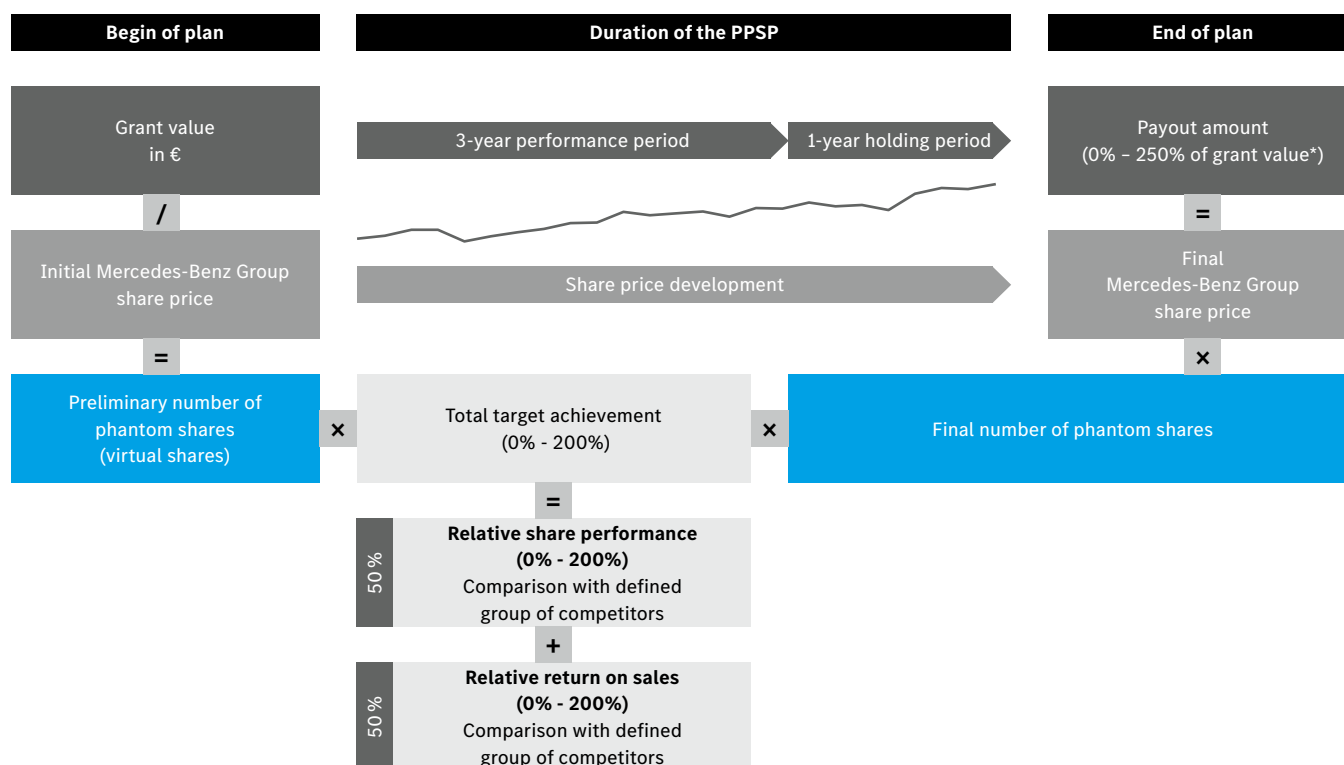 Begin of plan
Duration of the PPSP
End of plan
Grant value
in €
/
Initial Mercedes-Benz Group
share price
=
Preliminary number of
phantom shares
(virtual shares)
×
3-year performance period
1-year holding period
Share price development
Total target achievement
(0% - 200%)
=
50 %
Relative share performance
(0% - 200%)
Comparison with defined
group of competitors
+
50 %
Relative return on sales
(0% - 200%)
Comparison with defined
group of competitors
×
Payout amount
(0% – 250% of grant value*)
=
Final
Mercedes-Benz Group
share price
×
Final number of phantom shares